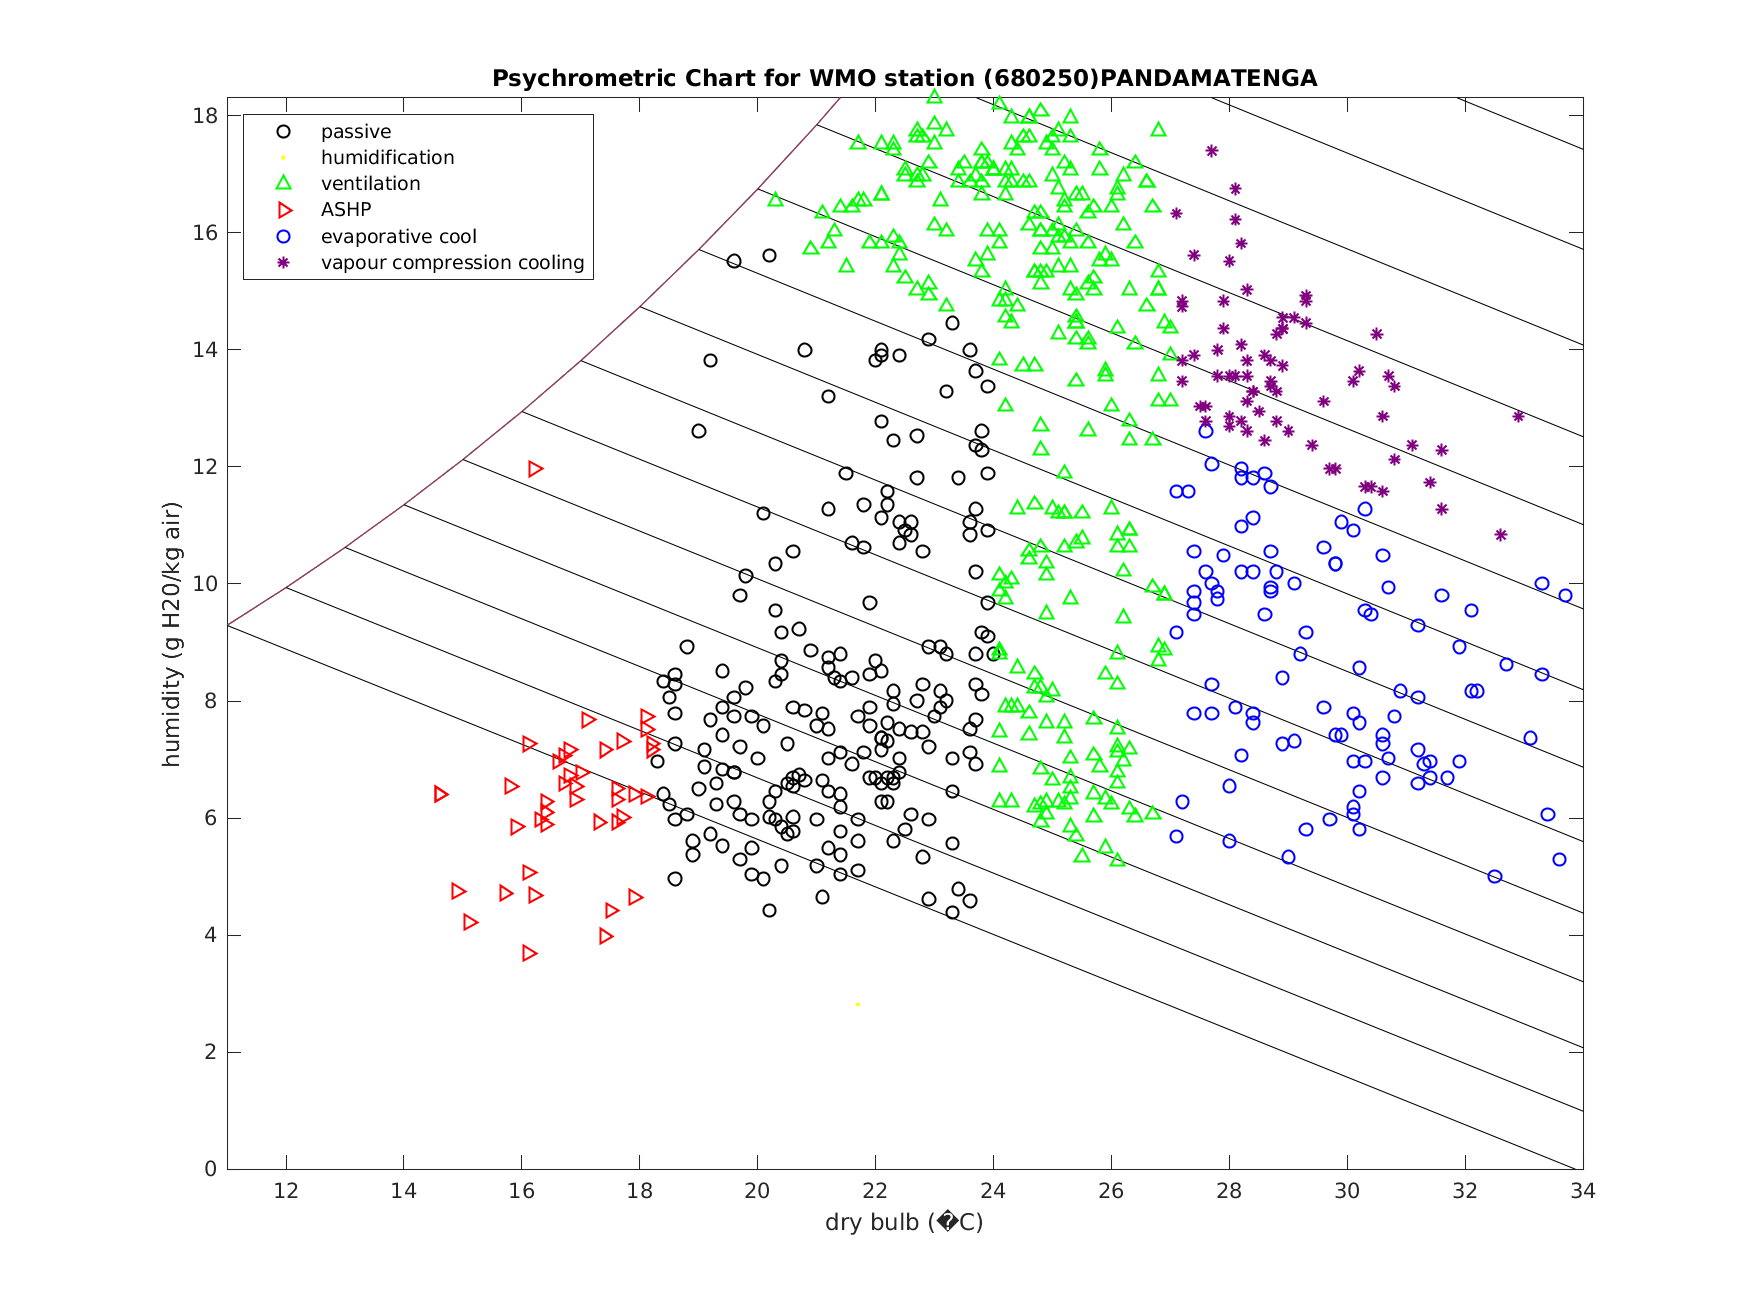 Psychrometric Chart for WMO station (680250)PANDAMATENGA
passive
humidification
ventilation
ASHP
evaporative cool
vapour compression cooling
humidity (g H20/kg air)
18
16
14
12
10
8
6
4
2
0
12 14 16 18 20 22 24 26 28 30 32 34
dry bulb (�C)